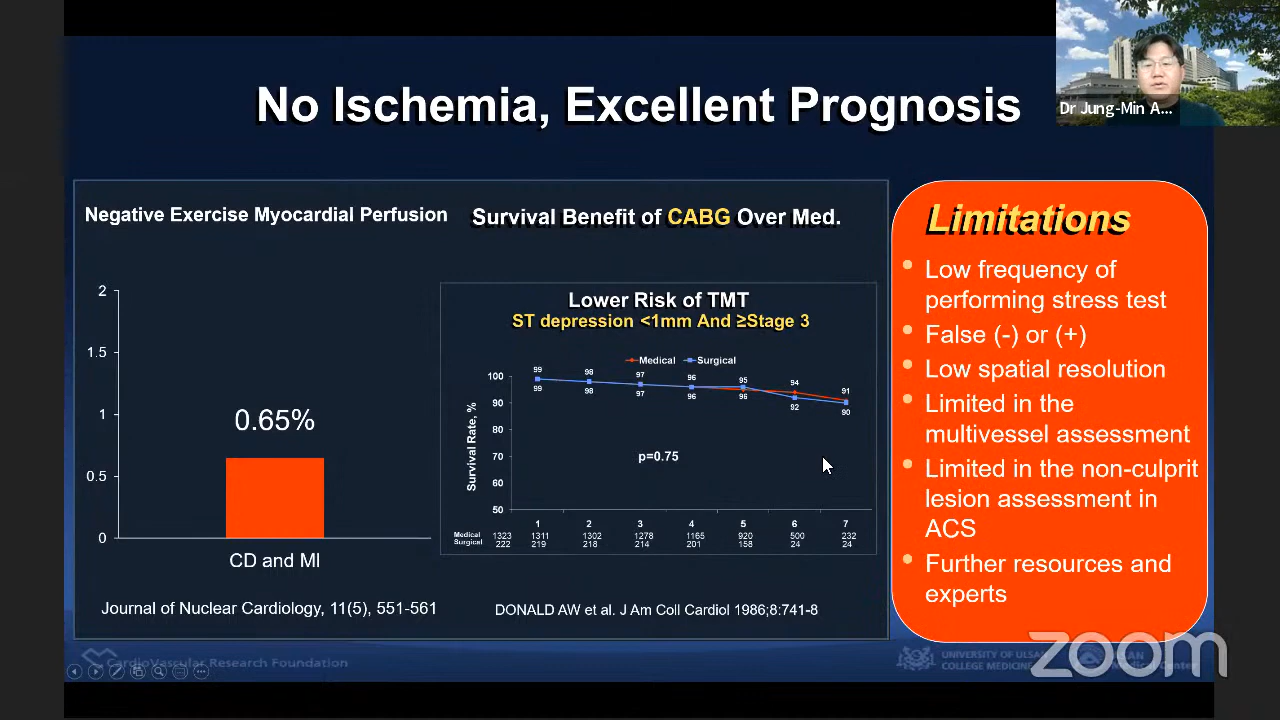 No Ischemia, Excellent Prognosis
Dr Jung-Min A...
Negative Exercise Myocardial Perfusion
2
1.5
1
0.5
0
0.65%
CD and MI
Journal of Nuclear Cardiology, 11(5), 551-561
Survival Benefit of CABG Over Med.
Lower Risk of TMT
ST depression <1mm And ≥Stage 3
Medical Surgical
Survival Rate, %
100
90
80
70
60
50
99 98 97 96 95 94 91
99 98 97 96 96 92 90
p=0.75
1 2 3 4 5 6 7
Medical 1323 1311 1302 1278 1165 920 500 232
Surgical 222 219 218 214 201 158 24 24
DONALD AW et al. J Am Coll Cardiol 1986;8:741-8
Limitations
• Low frequency of
performing stress test
• False (-) or (+)
• Low spatial resolution
• Limited in the
multivessel assessment
• Limited in the non-culprit
lesion assessment in
ACS
• Further resources and
experts
CardioVascular Research Foundation
UNIVERSITY OF ULSAN
COLLEGE MEDICINE
Medical Center
zoom